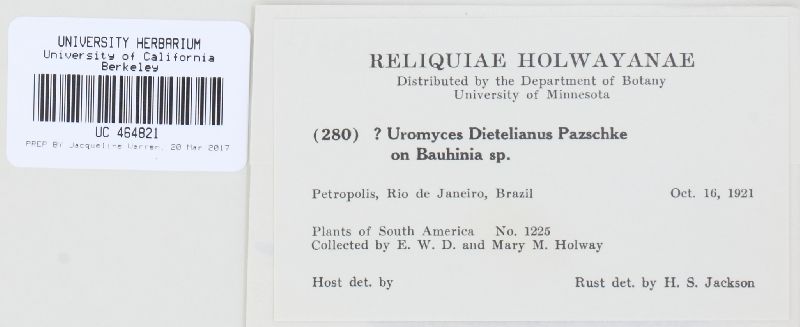 UNIVERSITY HERBARIUM
University of California
Berkeley
UC 464821
PREP BY Jacqueline Warren, 20 Mar 2017
RELIQUIAE HOLWAYANAE
Distributed by the Department of Botany
University of Minnesota
(280) ? Uromyces Dietelianus Pazschke
on Bauhinia sp.
Petropolis, Rio de Janeiro, Brazil Oct. 16, 1921
Plants of South America No. 1225
Collected by E. W. D. and Mary M. Holway
Host det. by Rust det. by H. S. Jackson